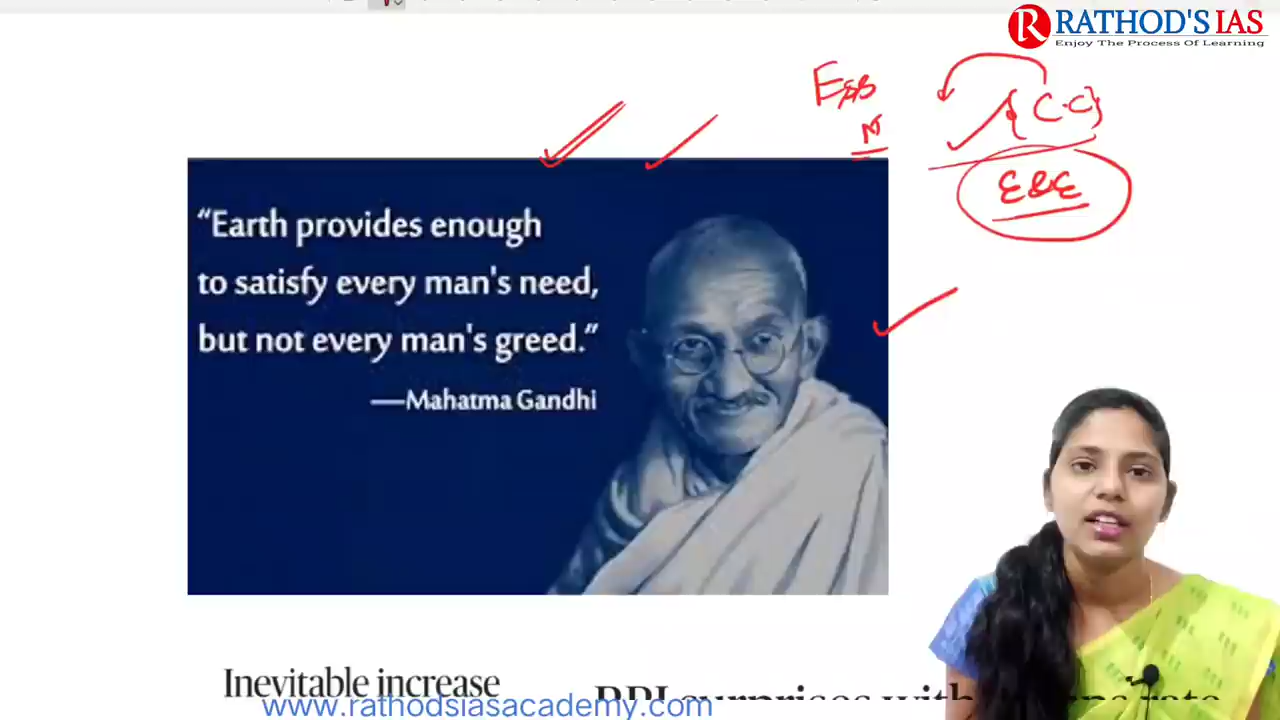 RATHOD'S IAS
Enjoy The Process Of Learning
C.C
E&E
“Earth provides enough
to satisfy every man's need,
but not every man's greed.”
—Mahatma Gandhi
Inevitable increase
www.rathodsiasacademy.com